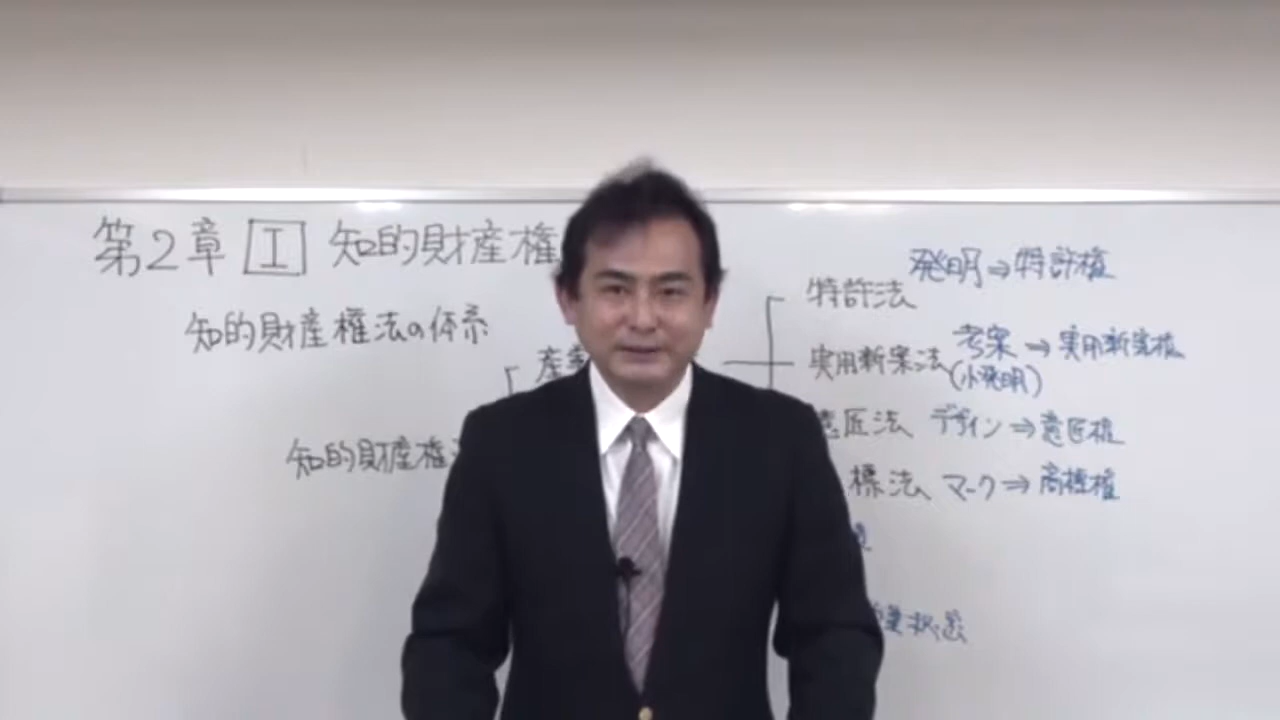 第2章 I 知的財産権
知的財産権法の体系
産業
知的財産権
特許法 発明⇒特許権
実用新案法 考案→実用新案権
(小発明)
意匠法 デザイン⇒意匠権
標法 マーク⇒商標権